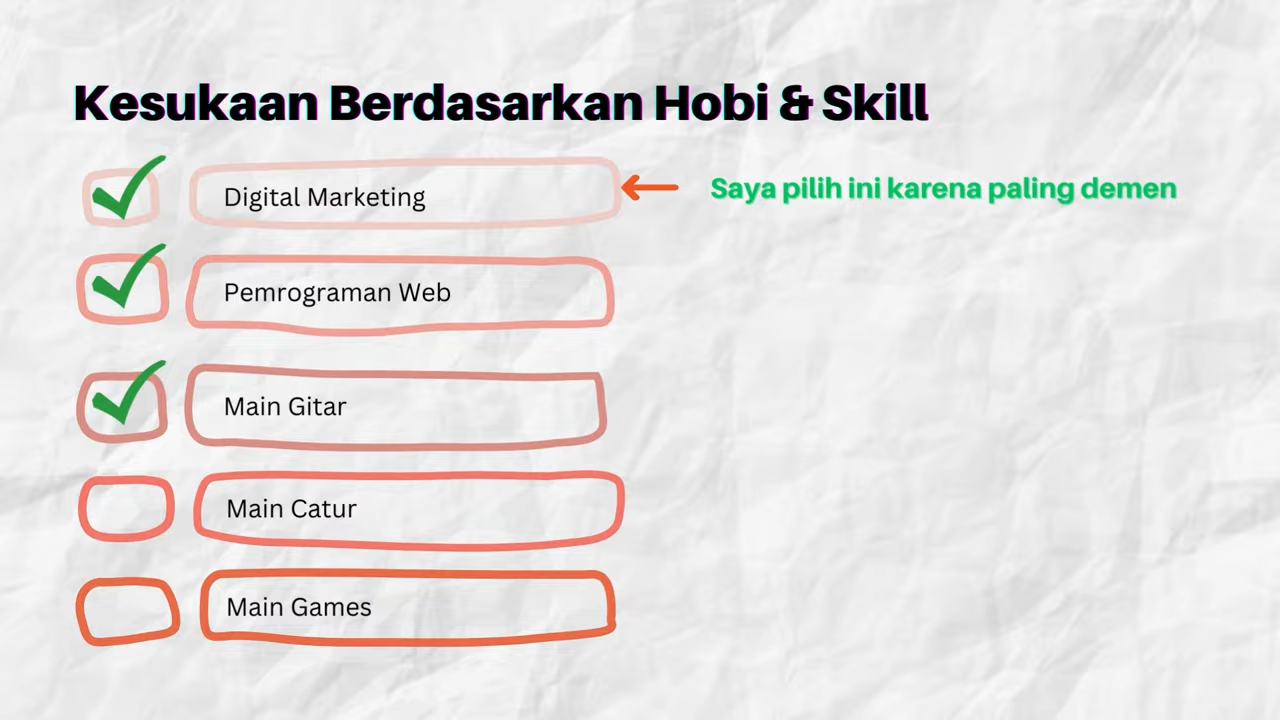 Kesukaan Berdasarkan Hobi & Skill
Digital Marketing
Saya pilih ini karena paling demen
Pemrograman Web
Main Gitar
Main Catur
Main Games